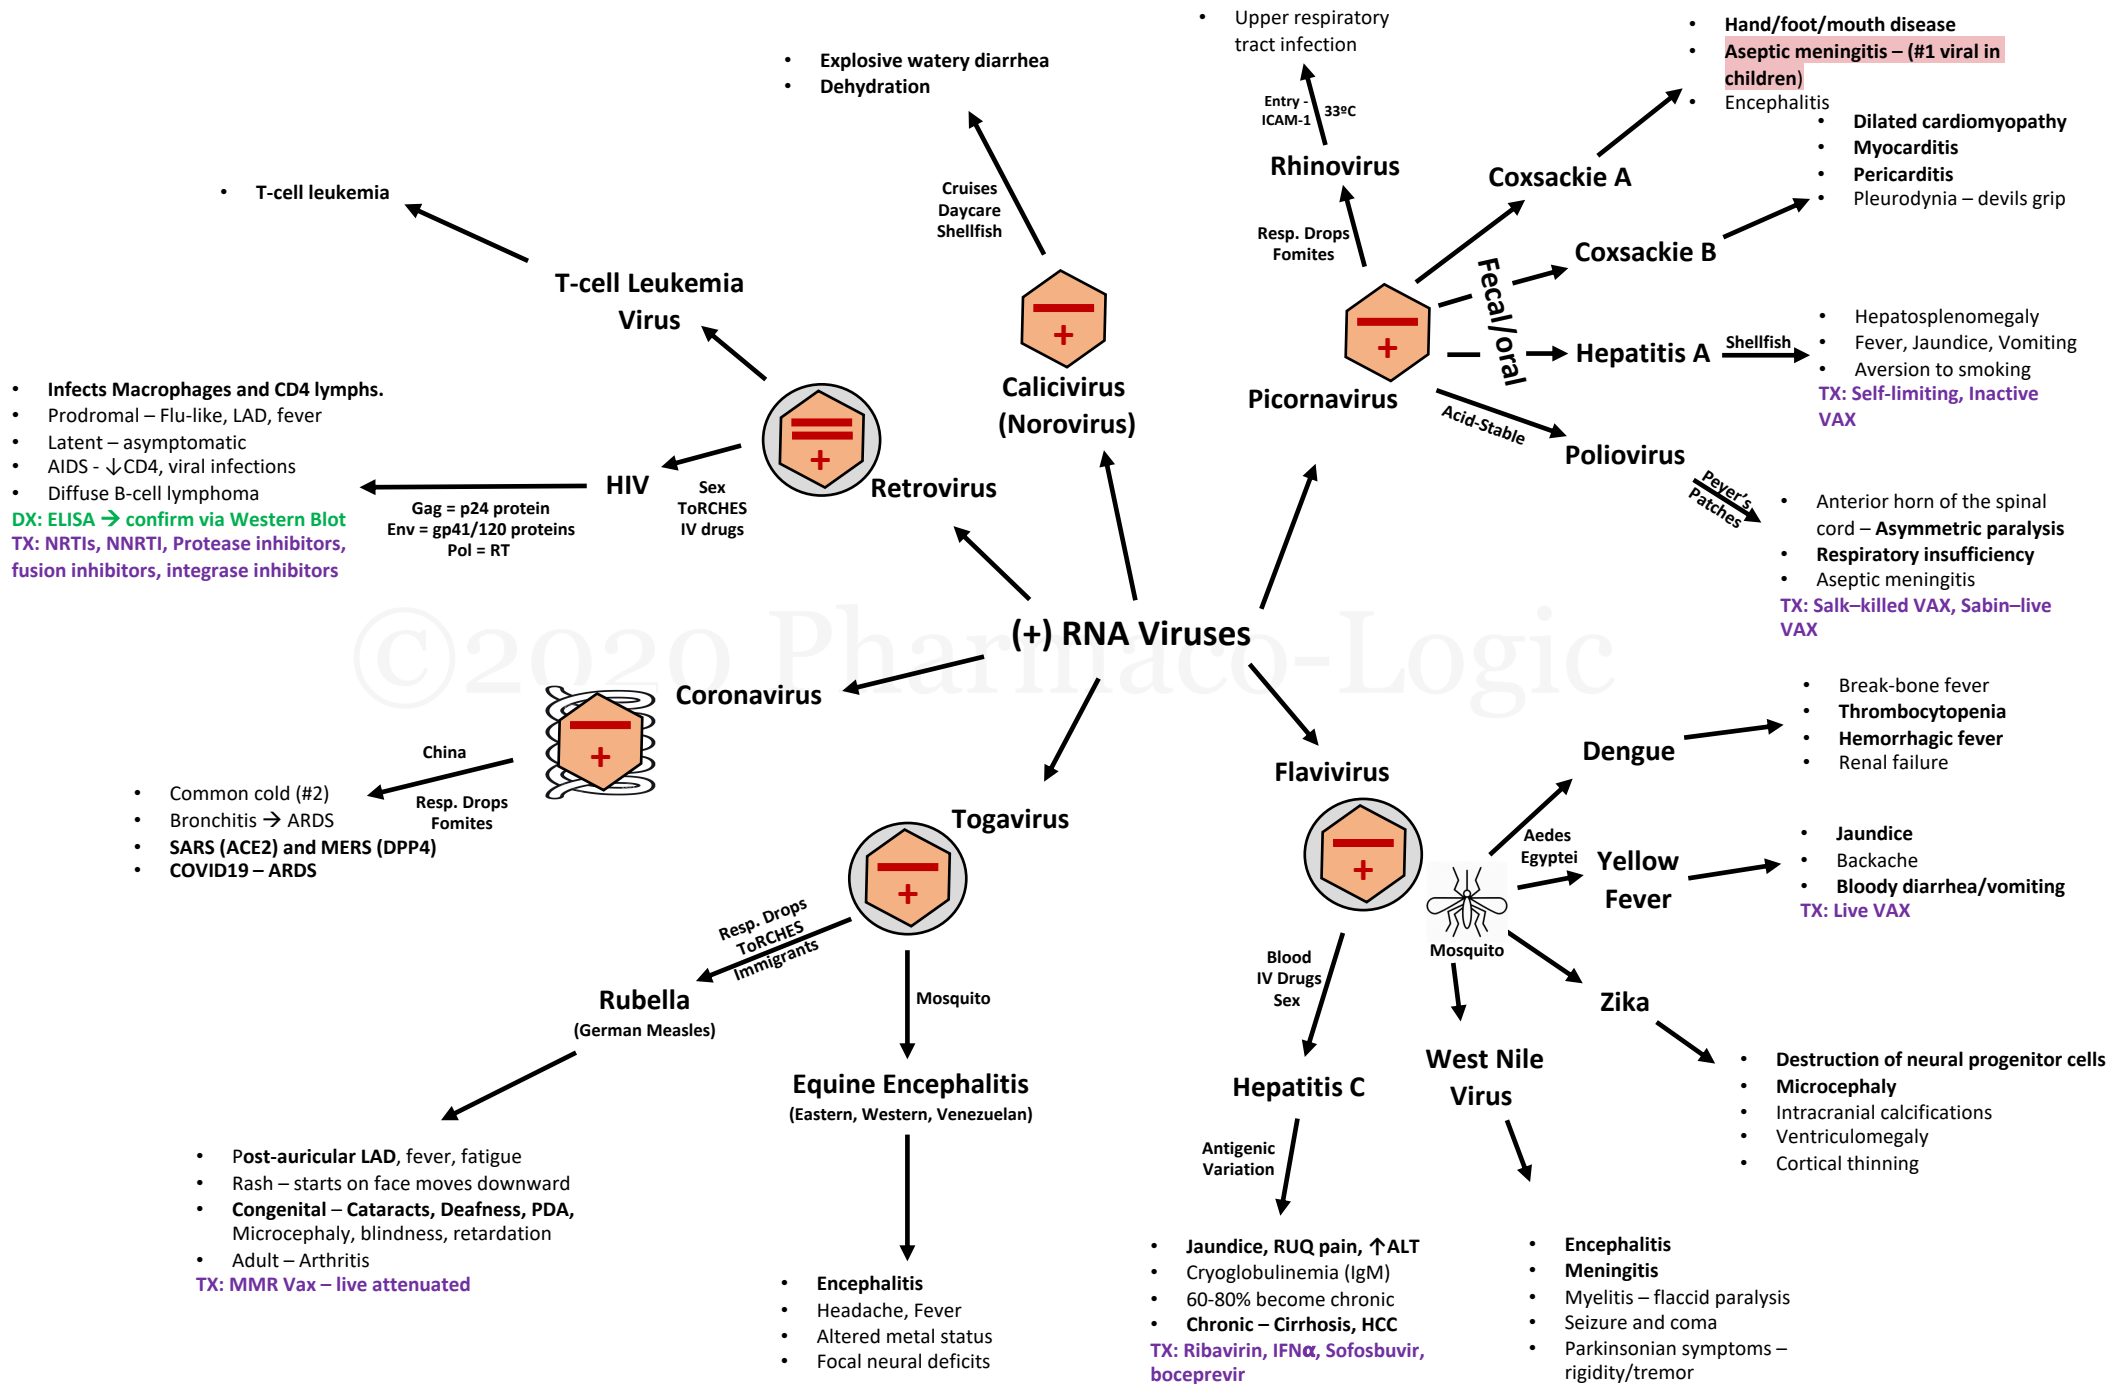 • Explosive watery diarrhea
• Dehydration
Cruises
Daycare
Shellfish
Calicivirus
(Norovirus)
• T-cell leukemia
T-cell Leukemia
Virus
• Infects Macrophages and CD4 lymphs.
• Prodromal – Flu-like, LAD, fever
• Latent – asymptomatic
• AIDS - ↓CD4, viral infections
• Diffuse B-cell lymphoma
DX: ELISA → confirm via Western Blot
TX: NRTIs, NNRTI, Protease inhibitors,
fusion inhibitors, integrase inhibitors
Gag = p24 protein
Env = gp41/120 proteins
Pol = RT
HIV
Sex
ToRCHES
IV drugs
Retrovirus
• Upper respiratory
tract infection
Entry -
ICAM-1
33ºC
Rhinovirus
Resp. Drops
Fomites
Picornavirus
• Hand/foot/mouth disease
• Aseptic meningitis – (#1 viral in
children)
• Encephalitis
Coxsackie A
• Dilated cardiomyopathy
• Myocarditis
• Pericarditis
• Pleurodynia – devils grip
Coxsackie B
Fecal/oral
Hepatitis A
Shellfish
• Hepatosplenomegaly
• Fever, Jaundice, Vomiting
• Aversion to smoking
TX: Self-limiting, Inactive
VAX
Acid-Stable
Poliovirus
Peyer's
Patches
• Anterior horn of the spinal
cord – Asymmetric paralysis
• Respiratory insufficiency
• Aseptic meningitis
TX: Salk–killed VAX, Sabin–live
VAX
(+) RNA Viruses
©2020 Pharmaco-Logic
Coronavirus
China
Resp. Drops
Fomites
• Common cold (#2)
• Bronchitis → ARDS
• SARS (ACE2) and MERS (DPP4)
• COVID19 – ARDS
Togavirus
Resp. Drops
ToRCHES
Immigrants
Rubella
(German Measles)
• Post-auricular LAD, fever, fatigue
• Rash – starts on face moves downward
• Congenital – Cataracts, Deafness, PDA,
Microcephaly, blindness, retardation
• Adult – Arthritis
TX: MMR Vax – live attenuated
Mosquito
Equine Encephalitis
(Eastern, Western, Venezuelan)
• Encephalitis
• Headache, Fever
• Altered metal status
• Focal neural deficits
Flavivirus
Mosquito
Aedes
Egyptei
Dengue
• Break-bone fever
• Thrombocytopenia
• Hemorrhagic fever
• Renal failure
Yellow
Fever
• Jaundice
• Backache
• Bloody diarrhea/vomiting
TX: Live VAX
Zika
• Destruction of neural progenitor cells
• Microcephaly
• Intracranial calcifications
• Ventriculomegaly
• Cortical thinning
West Nile
Virus
• Encephalitis
• Meningitis
• Myelitis – flaccid paralysis
• Seizure and coma
• Parkinsonian symptoms –
rigidity/tremor
Blood
IV Drugs
Sex
Hepatitis C
Antigenic
Variation
• Jaundice, RUQ pain, ↑ALT
• Cryoglobulinemia (IgM)
• 60-80% become chronic
• Chronic – Cirrhosis, HCC
TX: Ribavirin, IFNα, Sofosbuvir,
boceprevir